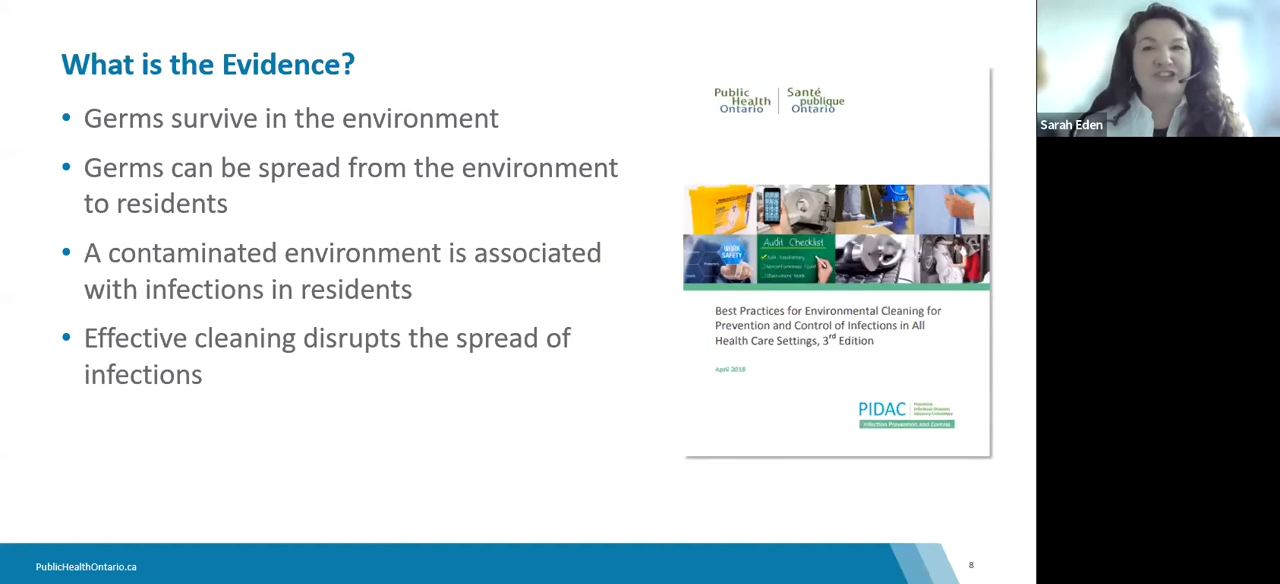 What is the Evidence?
• Germs survive in the environment
• Germs can be spread from the environment
to residents
• A contaminated environment is associated
with infections in residents
• Effective cleaning disrupts the spread of
infections
Public
Health
Ontario
Santé
publique
Ontario
WORK
SAFETY
Audit Checklist
Best Practices for Environmental Cleaning for
Prevention and Control of Infections in All
Health Care Settings, 3rd Edition
April 2018
PIDAC
Infection Prevention and Control
PublicHealthOntario.ca
8
Sarah Eden